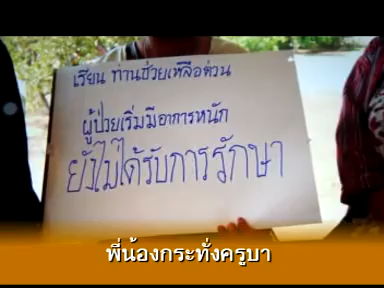 เรียน ท่านช่วยเหลือด่วน
ผู้ป่วยเริ่มมีอาการหนัก
ยังไม่ได้รับการรักษา
พี่น้องกระทั่งครูบา